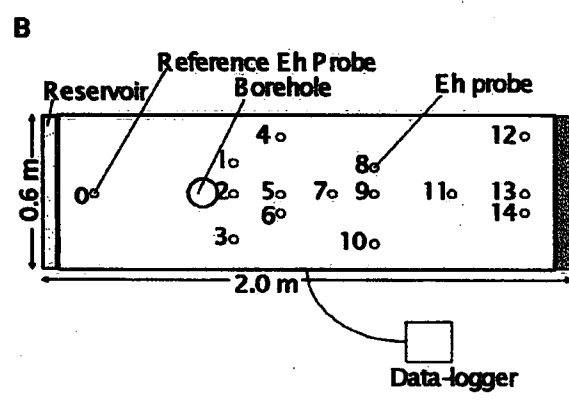 B
Reference Eh Probe
Reservoir
Borehole
Eh probe
4
12
1
8
0
2
5
7
9
11
13
6
14
3
10
0.6 m
2.0 m
Data-logger